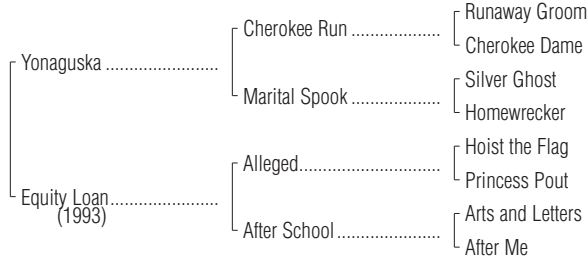 Runaway Groom
Cherokee Run ....................
Cherokee Dame
Yonaguska .........................
Silver Ghost
Marital Spook ....................
Homewrecker
Hoist the Flag
Alleged................................
Princess Pout
Equity Loan........................
(1993)
Arts and Letters
After School .......................
After Me